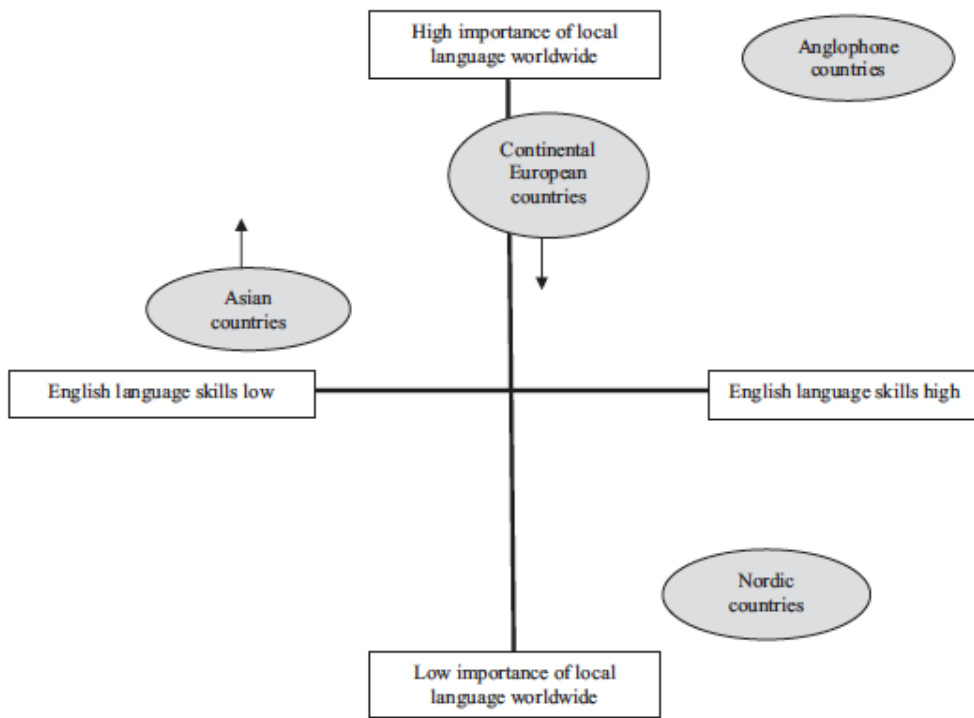 High importance of local
language worldwide
Anglophone
countries
Continental
European
countries
Asian
countries
English language skills low
English language skills high
Nordic
countries
Low importance of local
language worldwide